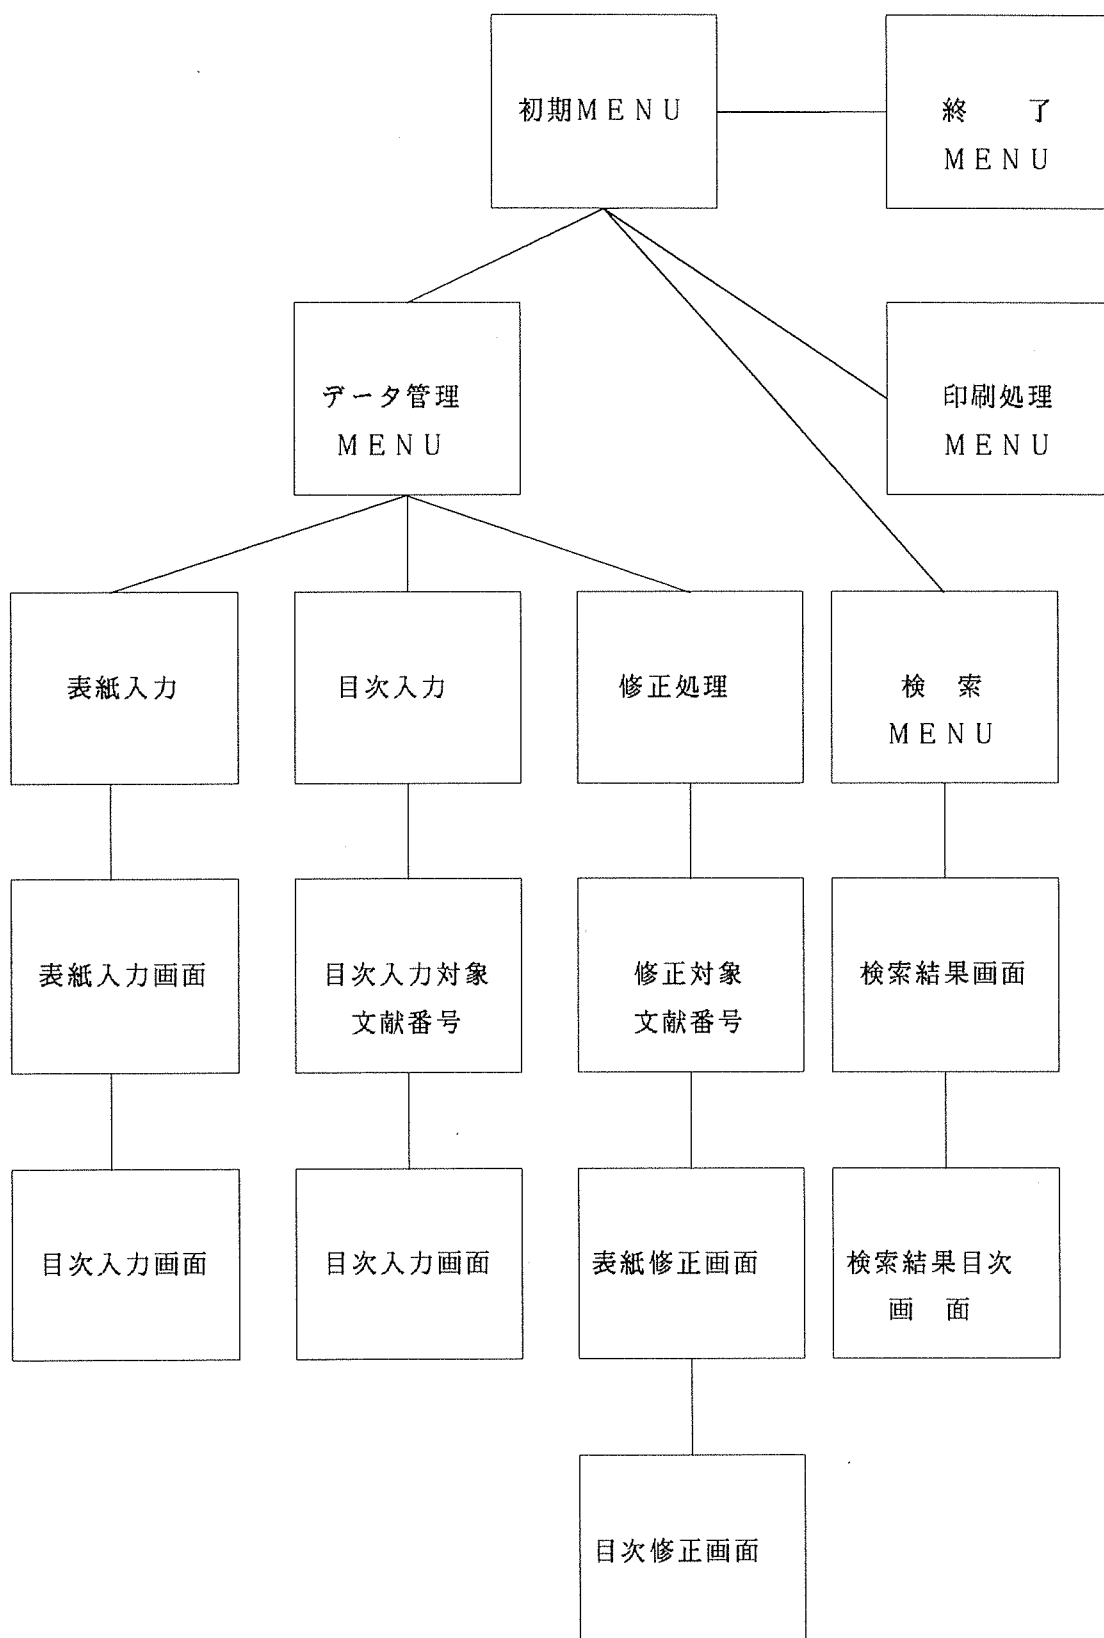 初期ＭＥＮＵ
終　　了
ＭＥＮＵ
データ管理
ＭＥＮＵ
印刷処理
ＭＥＮＵ
表紙入力
目次入力
修正処理
検　索
ＭＥＮＵ
表紙入力画面
目次入力対象
文献番号
修正対象
文献番号
検索結果画面
目次入力画面
目次入力画面
表紙修正画面
検索結果目次
画　面
目次修正画面